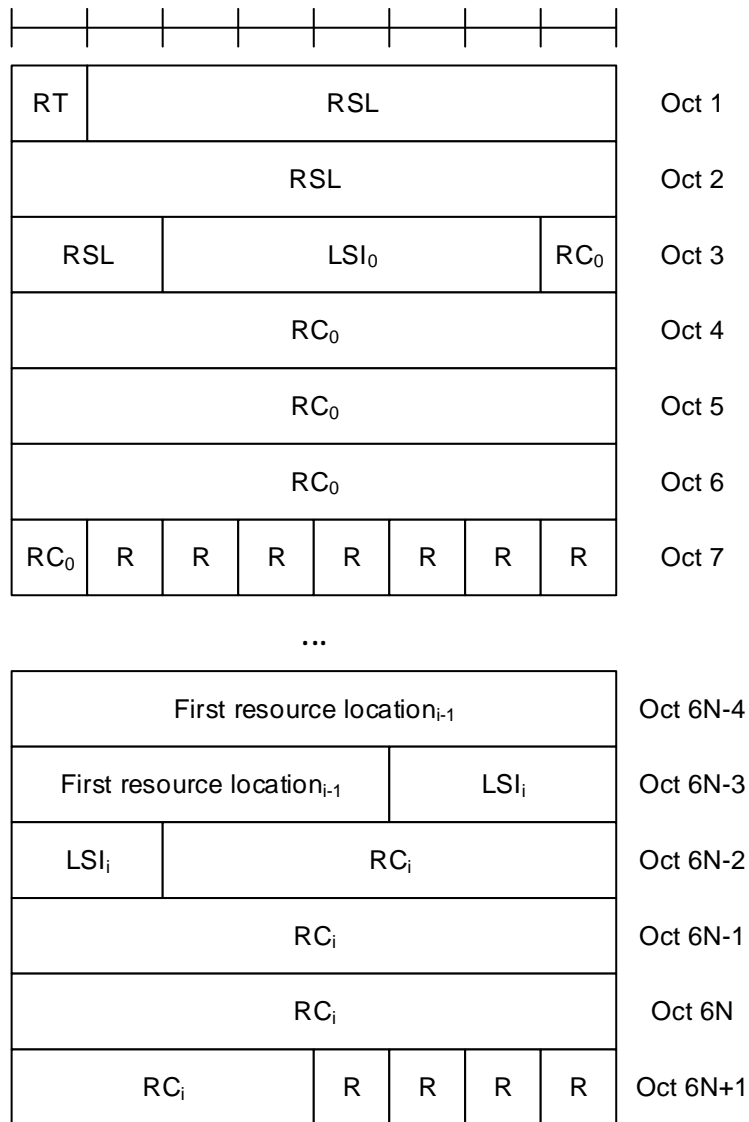 RT RSL Oct 1
RSL Oct 2
RSL LSI₀ RC₀ Oct 3
RC₀ Oct 4
RC₀ Oct 5
RC₀ Oct 6
RC₀ R R R R R R R Oct 7
...
First resource locationᵢ₋₁ Oct 6N-4
First resource locationᵢ₋₁ LSIᵢ Oct 6N-3
LSIᵢ RCᵢ Oct 6N-2
RCᵢ Oct 6N-1
RCᵢ Oct 6N
RCᵢ R R R R Oct 6N+1